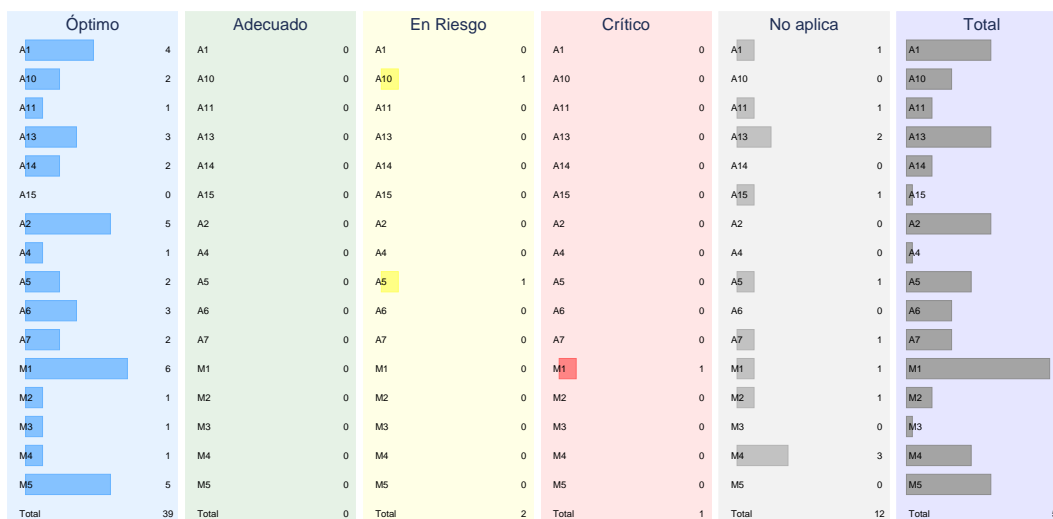 Óptimo Adecuado En Riesgo Crítico No aplica Total
A1 4 A1 0 A1 0 A1 0 A1 1 A1
A10 2 A10 0 A10 1 A10 0 A10 0 A10
A11 1 A11 0 A11 0 A11 0 A11 1 A11
A13 3 A13 0 A13 0 A13 0 A13 2 A13
A14 2 A14 0 A14 0 A14 0 A14 0 A14
A15 0 A15 0 A15 0 A15 0 A15 1 A15
A2 5 A2 0 A2 0 A2 0 A2 0 A2
A4 1 A4 0 A4 0 A4 0 A4 0 A4
A5 2 A5 0 A5 1 A5 0 A5 1 A5
A6 3 A6 0 A6 0 A6 0 A6 0 A6
A7 2 A7 0 A7 0 A7 0 A7 1 A7
M1 6 M1 0 M1 0 M1 1 M1 1 M1
M2 1 M2 0 M2 0 M2 0 M2 1 M2
M3 1 M3 0 M3 0 M3 0 M3 0 M3
M4 1 M4 0 M4 0 M4 0 M4 3 M4
M5 5 M5 0 M5 0 M5 0 M5 0 M5
Total 39 Total 0 Total 2 Total 1 Total 12 Total